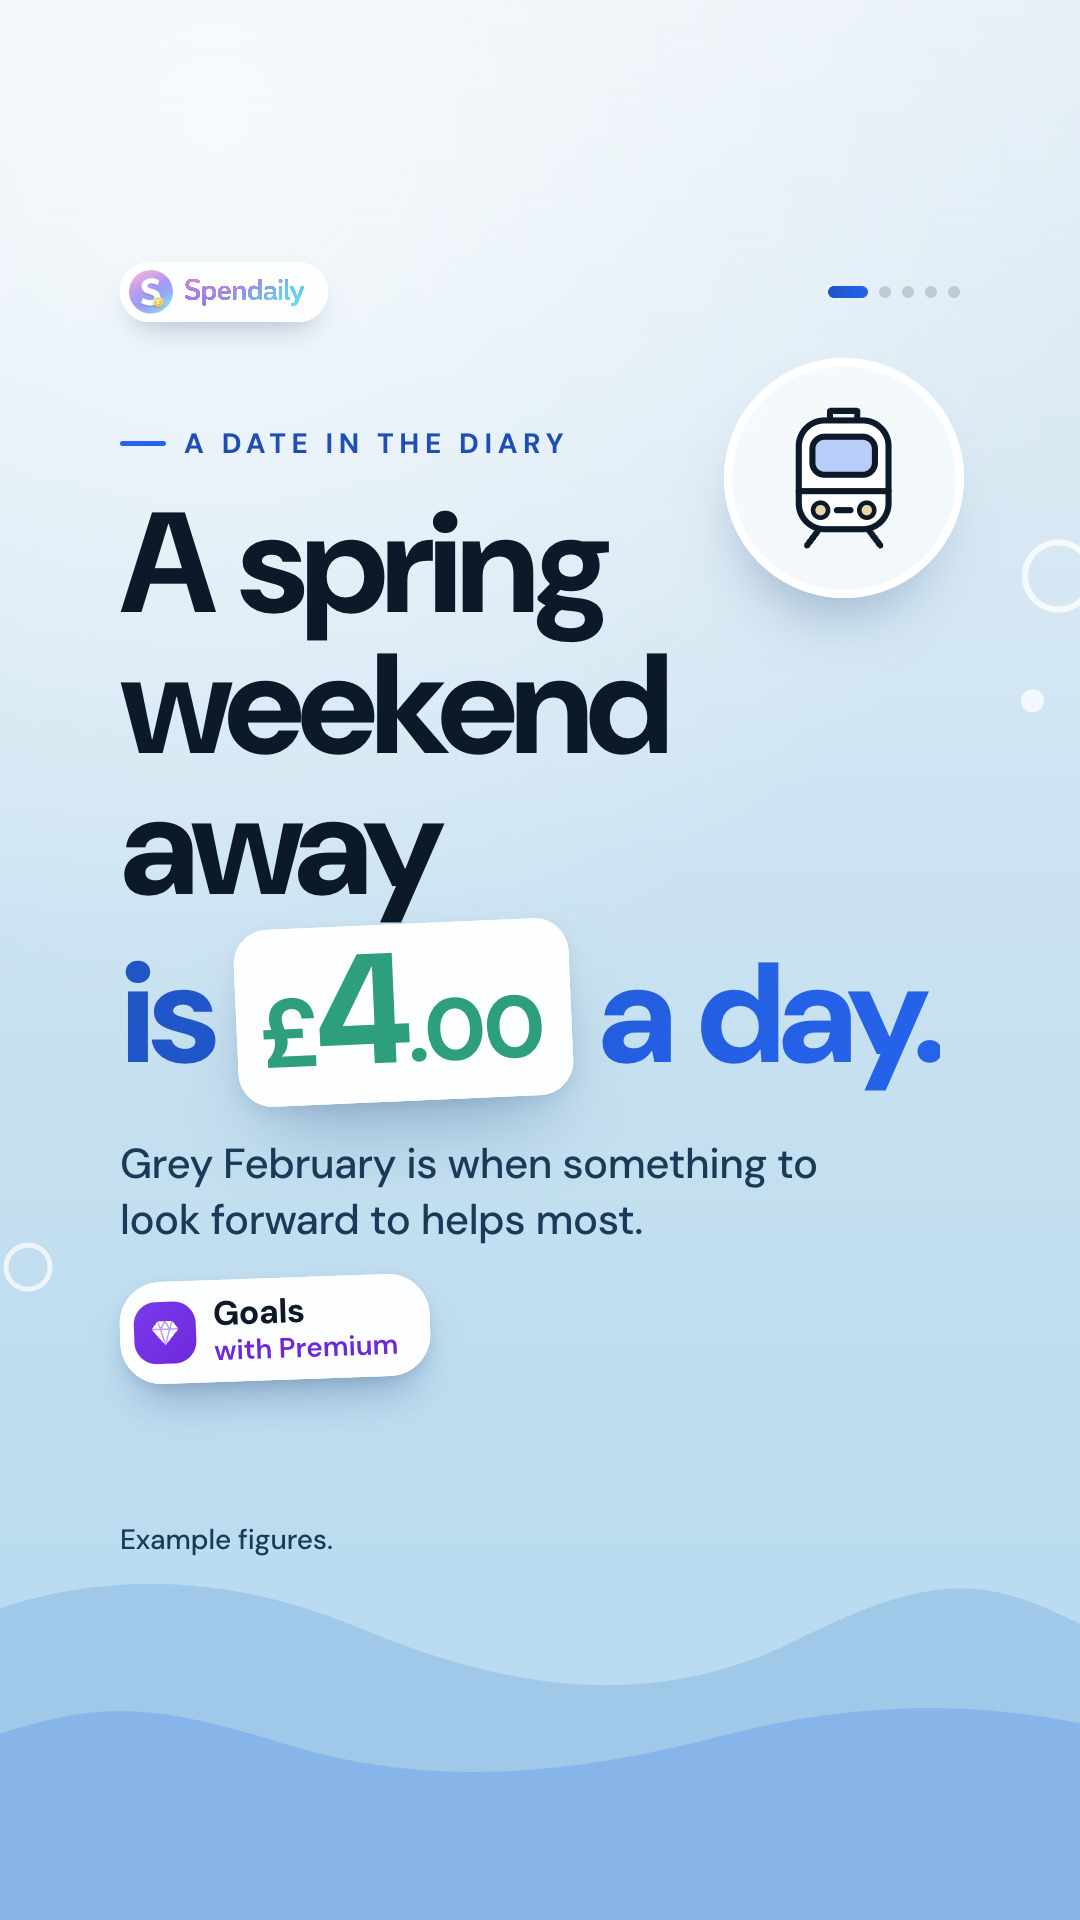 Spendaily
A DATE IN THE DIARY
A spring
weekend
away
is £4.00 a day.
Grey February is when something to
look forward to helps most.
Goals
with Premium
Example figures.